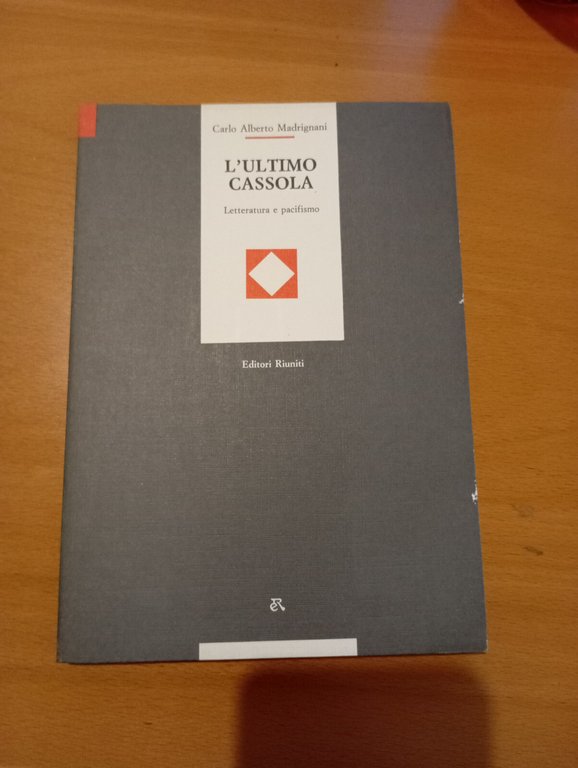 Carlo Alberto Madrignani
L'ULTIMO
CASSOLA
Letteratura e pacifismo
Editori Riuniti